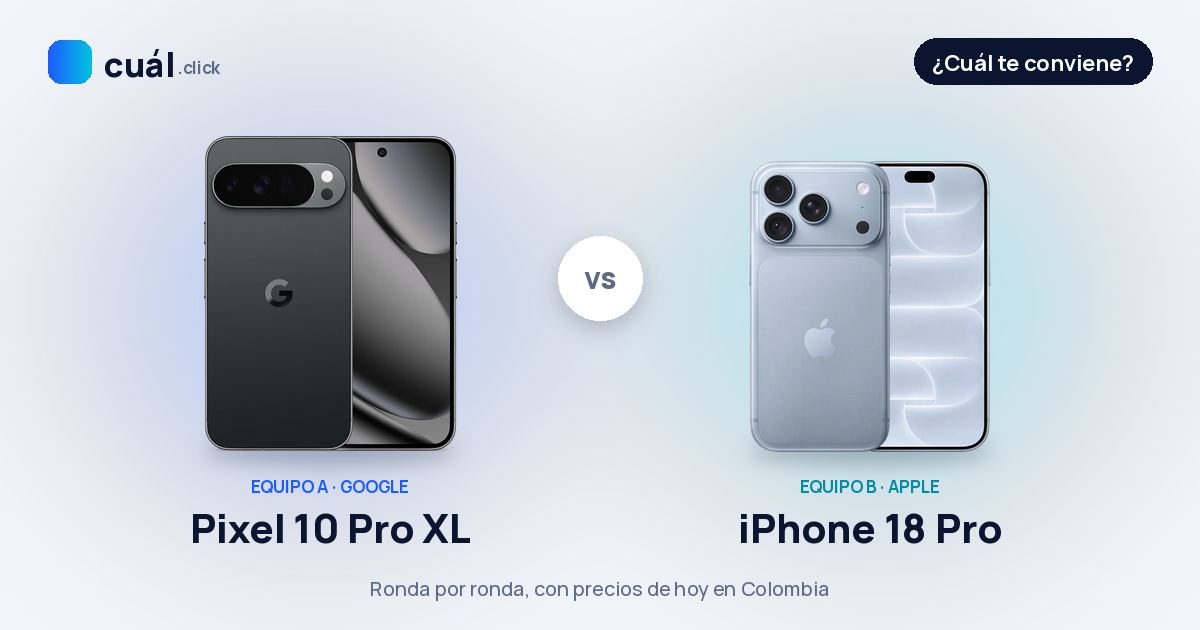 cuál.click
¿Cuál te conviene?
VS
EQUIPO A · GOOGLE
Pixel 10 Pro XL
EQUIPO B · APPLE
iPhone 18 Pro
Ronda por ronda, con precios de hoy en Colombia